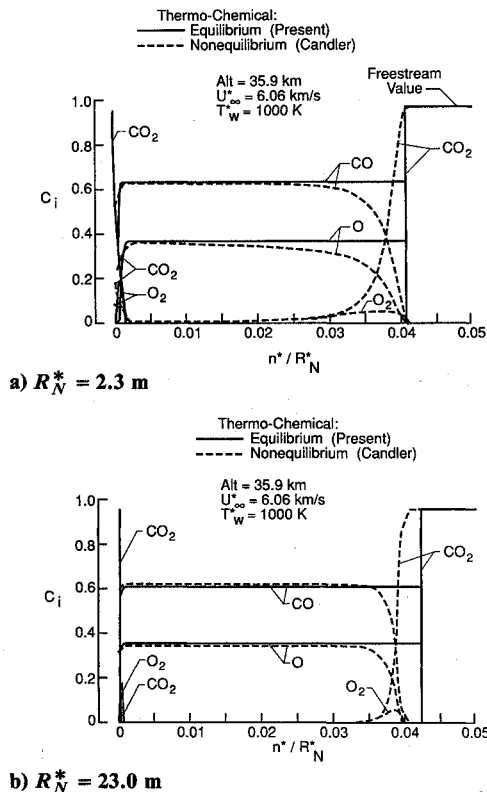 Thermo-Chemical:
Equilibrium (Present)
Nonequilibrium (Candler)
Alt = 35.9 km
U*∞ = 6.06 km/s
T*w = 1000 K
Freestream
Value
1.0
CO2
CO2
0.8
CO
0.6
Ci
0.4
O
CO2
0.2
O2
O2
0
0 0.01 0.02 0.03 0.04 0.05
n* / R*N
a) R*N = 2.3 m
Thermo-Chemical:
Equilibrium (Present)
Nonequilibrium (Candler)
Alt = 35.9 km
U*∞ = 6.06 km/s
T*w = 1000 K
1.0
CO2
CO2
0.8
0.6
Ci
CO
0.4
O2
O
0.2
CO2
O2
0
0 0.01 0.02 0.03 0.04 0.05
n* / R*N
b) R*N = 23.0 m